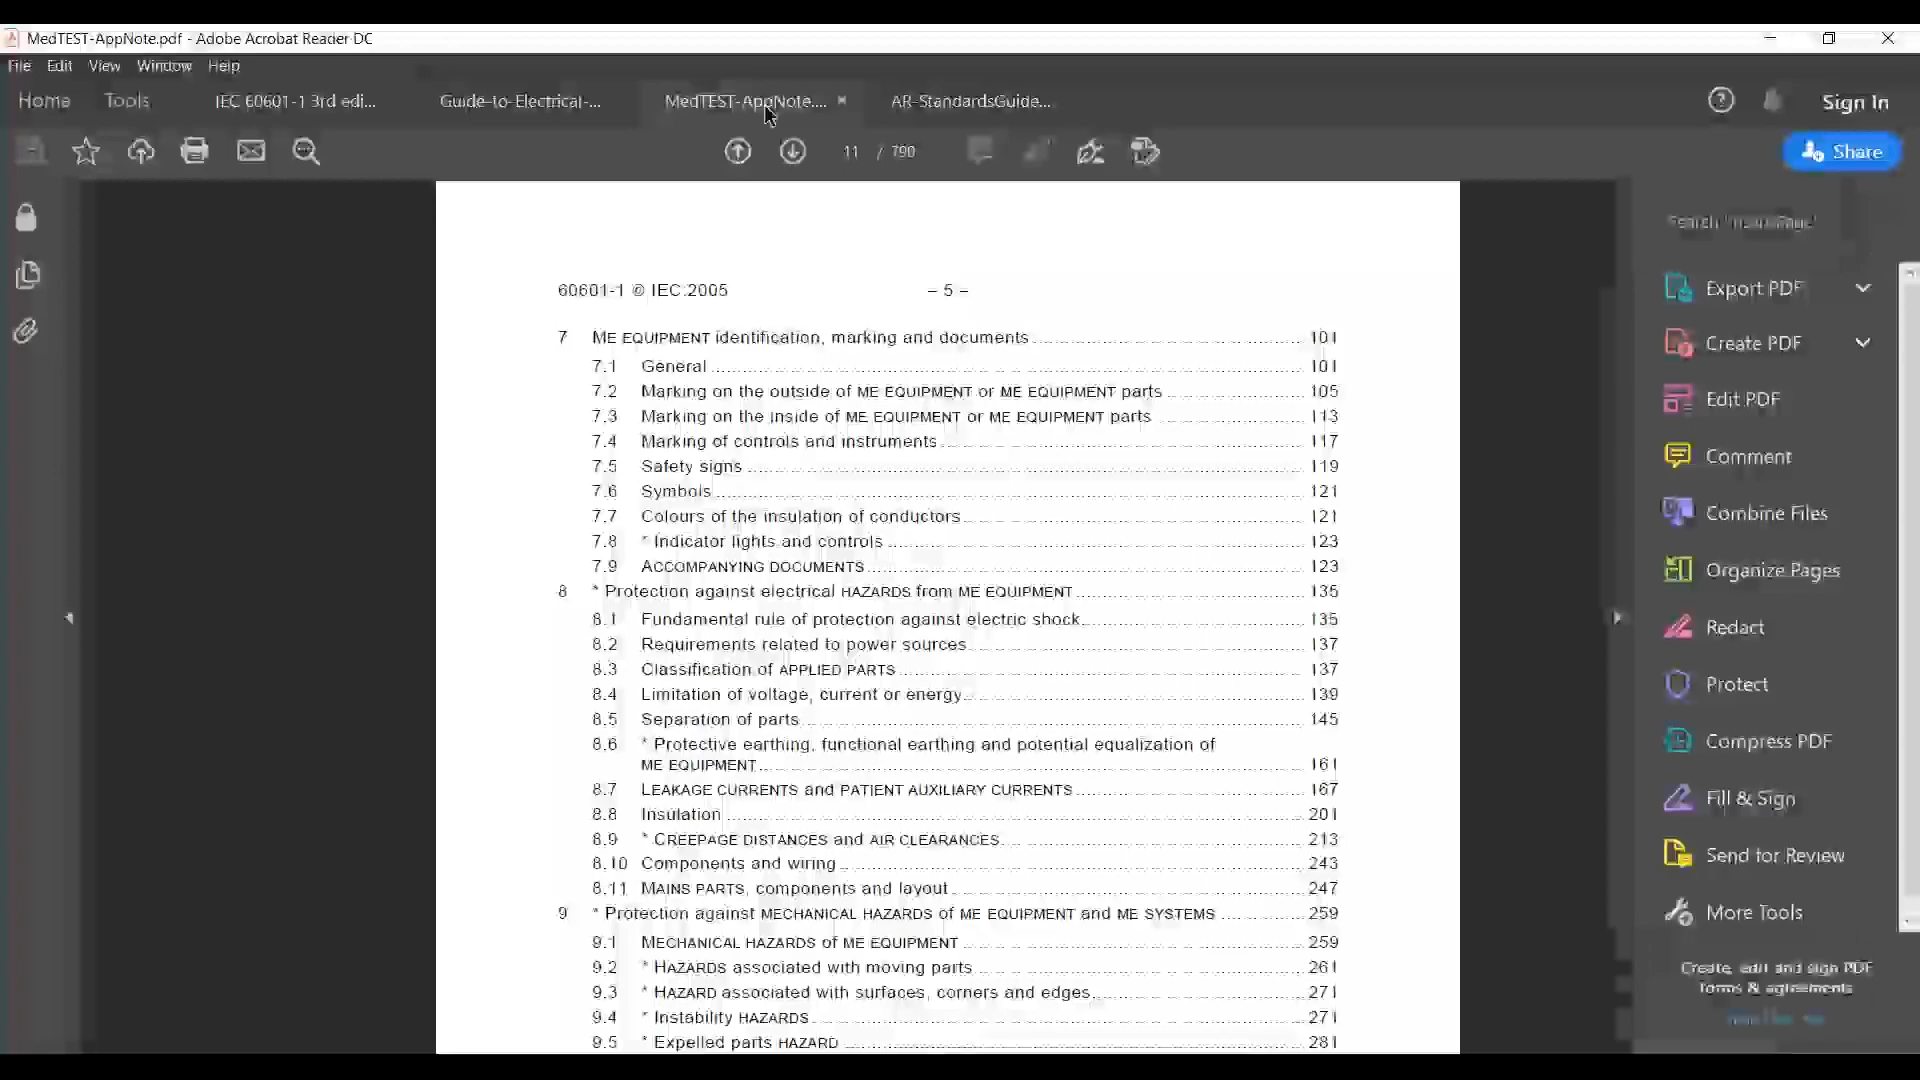 MedTEST-AppNote.pdf - Adobe Acrobat Reader DC
File Edit View Window Help
Home Tools IEC 60601-1 3rd edi... Guide-to-Electrical-... MedTEST-AppNote.... × AR-StandardsGuide... Sign In
11 / 790 Share
60601-1 © IEC:2005 – 5 –
7 ME EQUIPMENT identification, marking and documents 101
7.1 General 101
7.2 Marking on the outside of ME EQUIPMENT or ME EQUIPMENT parts 105
7.3 Marking on the inside of ME EQUIPMENT or ME EQUIPMENT parts 113
7.4 Marking of controls and instruments 117
7.5 Safety signs 119
7.6 Symbols 121
7.7 Colours of the insulation of conductors 121
7.8 * Indicator lights and controls 123
7.9 ACCOMPANYING DOCUMENTS 123
8 * Protection against electrical HAZARDS from ME EQUIPMENT 135
8.1 Fundamental rule of protection against electric shock 135
8.2 Requirements related to power sources 137
8.3 Classification of APPLIED PARTS 137
8.4 Limitation of voltage, current or energy 139
8.5 Separation of parts 145
8.6 * Protective earthing, functional earthing and potential equalization of
ME EQUIPMENT 161
8.7 LEAKAGE CURRENTS and PATIENT AUXILIARY CURRENTS 167
8.8 Insulation 201
8.9 * CREEPAGE DISTANCES and AIR CLEARANCES 213
8.10 Components and wiring 243
8.11 MAINS PARTS, components and layout 247
9 * Protection against MECHANICAL HAZARDS of ME EQUIPMENT and ME SYSTEMS 259
9.1 MECHANICAL HAZARDS of ME EQUIPMENT 259
9.2 * HAZARDS associated with moving parts 261
9.3 * HAZARD associated with surfaces, corners and edges 271
9.4 * Instability HAZARDS 271
9.5 * Expelled parts HAZARD 281
Export PDF
Create PDF
Edit PDF
Comment
Combine Files
Organize Pages
Redact
Protect
Compress PDF
Fill & Sign
Send for Review
More Tools
Create, edit and sign PDF
forms & agreements